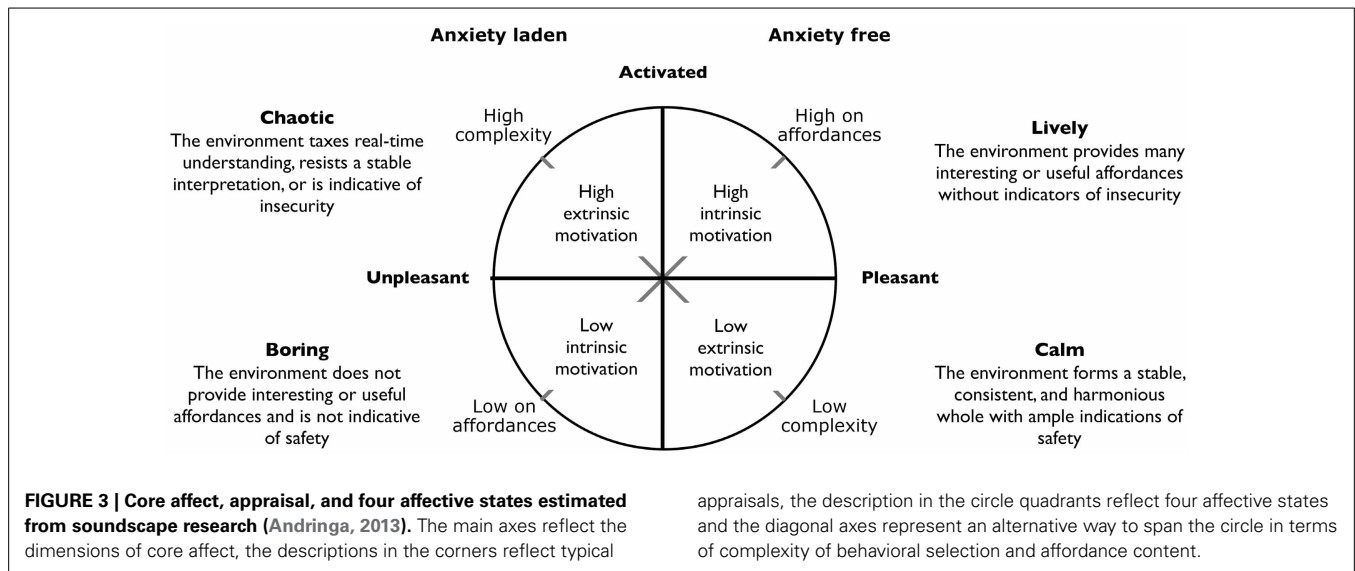 Anxiety laden
Anxiety free
Activated
Chaotic
The environment taxes real-time
understanding, resists a stable
interpretation, or is indicative of
insecurity
High
complexity
High on
affordances
Lively
The environment provides many
interesting or useful affordances
without indicators of insecurity
High
extrinsic
motivation
High
intrinsic
motivation
Unpleasant
Pleasant
Boring
The environment does not
provide interesting or useful
affordances and is not indicative
of safety
Low
intrinsic
motivation
Low
extrinsic
motivation
Calm
The environment forms a stable,
consistent, and harmonious
whole with ample indications of
safety
Low on
affordances
Low
complexity
FIGURE 3 | Core affect, appraisal, and four affective states estimated
from soundscape research (Andringa, 2013). The main axes reflect the
dimensions of core affect, the descriptions in the corners reflect typical
appraisals, the description in the circle quadrants reflect four affective states
and the diagonal axes represent an alternative way to span the circle in terms
of complexity of behavioral selection and affordance content.